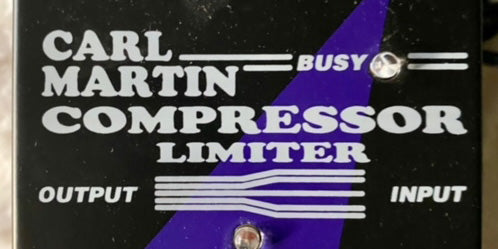 CARL
MARTIN
BUSY
COMPRESSOR
LIMITER
OUTPUT
INPUT